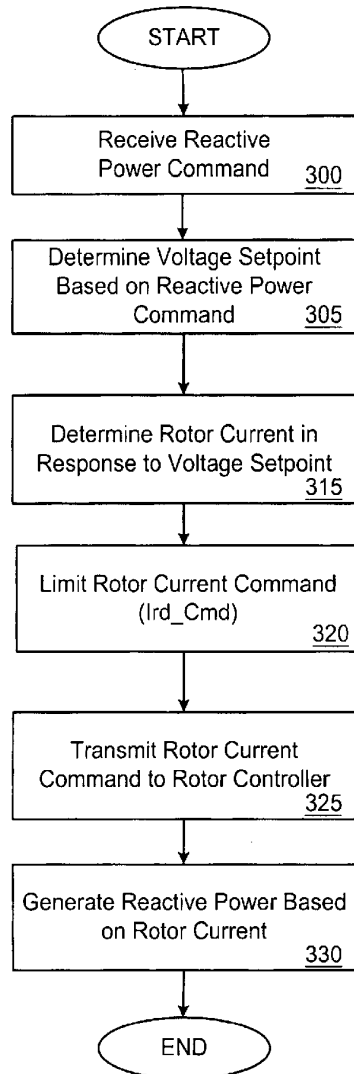 START
Receive Reactive
Power Command
300
Determine Voltage Setpoint
Based on Reactive Power
Command
305
Determine Rotor Current in
Response to Voltage Setpoint
315
Limit Rotor Current Command
(Ird_Cmd)
320
Transmit Rotor Current
Command to Rotor Controller
325
Generate Reactive Power Based
on Rotor Current
330
END